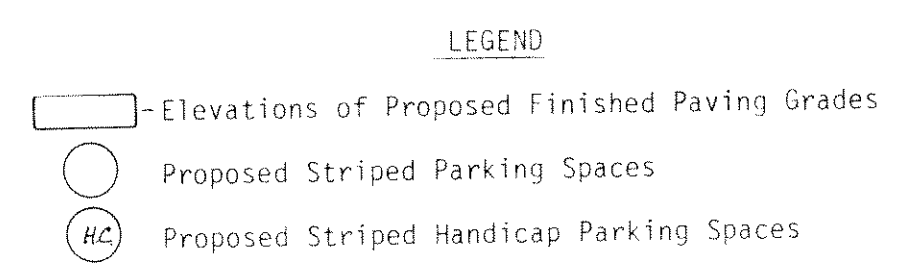 LEGEND
- Elevations of Proposed Finished Paving Grades
Proposed Striped Parking Spaces
HC Proposed Striped Handicap Parking Spaces